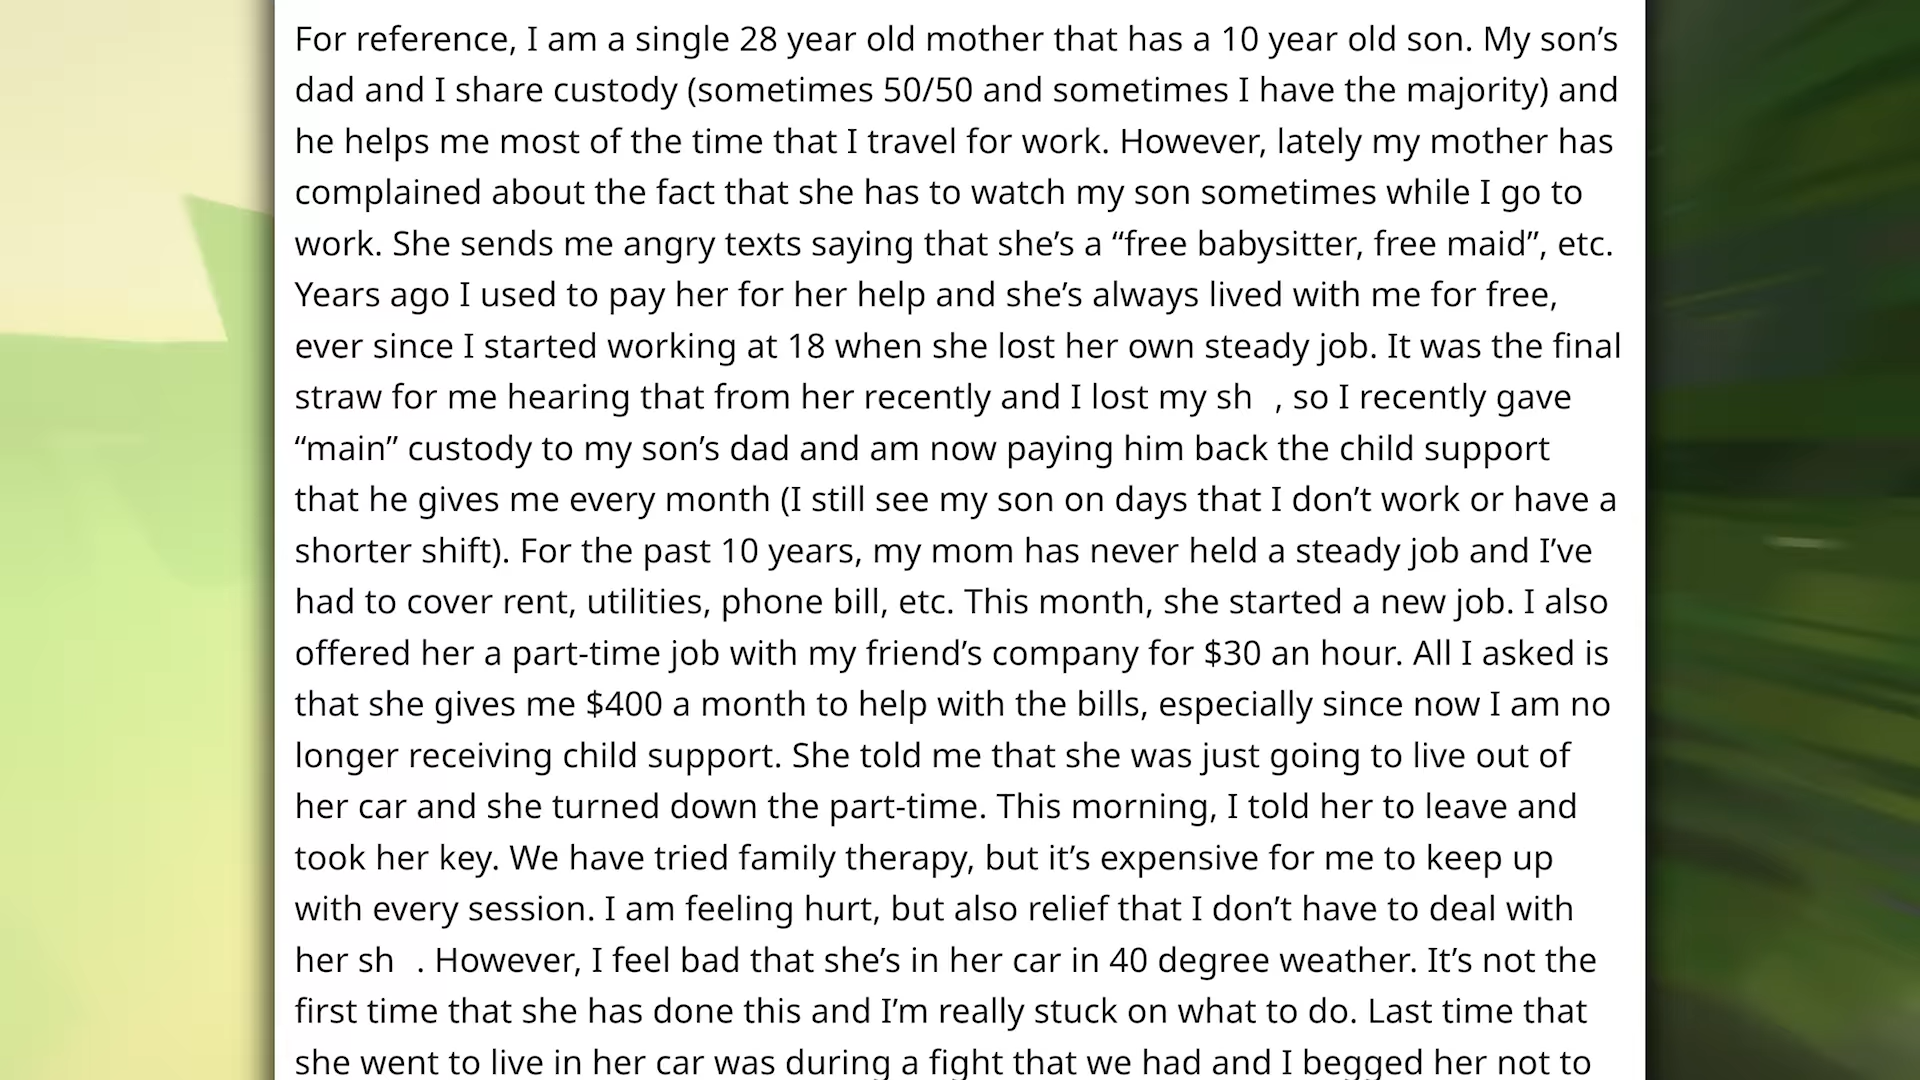 For reference, I am a single 28 year old mother that has a 10 year old son. My son’s
dad and I share custody (sometimes 50/50 and sometimes I have the majority) and
he helps me most of the time that I travel for work. However, lately my mother has
complained about the fact that she has to watch my son sometimes while I go to
work. She sends me angry texts saying that she’s a “free babysitter, free maid”, etc.
Years ago I used to pay her for her help and she’s always lived with me for free,
ever since I started working at 18 when she lost her own steady job. It was the final
straw for me hearing that from her recently and I lost my sh , so I recently gave
“main” custody to my son’s dad and am now paying him back the child support
that he gives me every month (I still see my son on days that I don’t work or have a
shorter shift). For the past 10 years, my mom has never held a steady job and I’ve
had to cover rent, utilities, phone bill, etc. This month, she started a new job. I also
offered her a part-time job with my friend’s company for $30 an hour. All I asked is
that she gives me $400 a month to help with the bills, especially since now I am no
longer receiving child support. She told me that she was just going to live out of
her car and she turned down the part-time. This morning, I told her to leave and
took her key. We have tried family therapy, but it’s expensive for me to keep up
with every session. I am feeling hurt, but also relief that I don’t have to deal with
her sh . However, I feel bad that she’s in her car in 40 degree weather. It’s not the
first time that she has done this and I’m really stuck on what to do. Last time that
she went to live in her car was during a fight that we had and I begged her not to